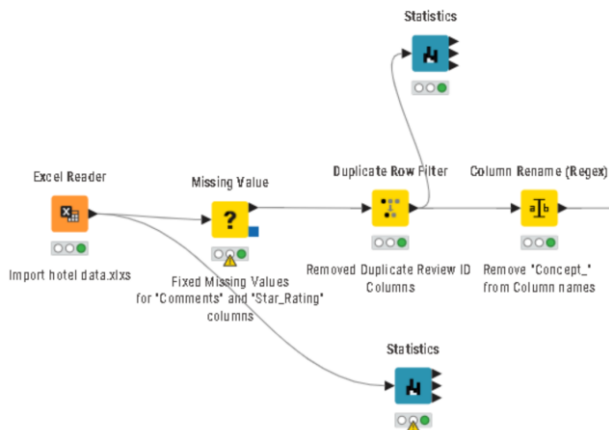 Statistics
Excel Reader
Missing Value
Duplicate Row Filter
Column Rename (Regex)
?
a b
Import hotel data.xlxs
Fixed Missing Values
for "Comments" and "Star_Rating"
columns
Removed Duplicate Review ID
Columns
Remove "Concept_"
from Column names
Statistics